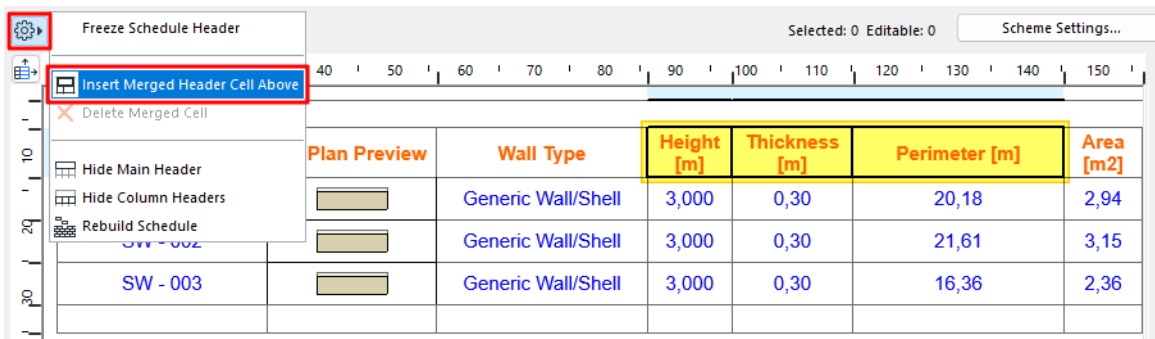 Freeze Schedule Header
Selected: 0 Editable: 0
Scheme Settings...
40 50 60 70 80 90 100 110 120 130 140 150
Insert Merged Header Cell Above
Delete Merged Cell
Hide Main Header
Hide Column Headers
Rebuild Schedule
10
20
30
Plan Preview Wall Type Height [m] Thickness [m] Perimeter [m] Area [m2]
Generic Wall/Shell 3,000 0,30 20,18 2,94
SW - 002 Generic Wall/Shell 3,000 0,30 21,61 3,15
SW - 003 Generic Wall/Shell 3,000 0,30 16,36 2,36